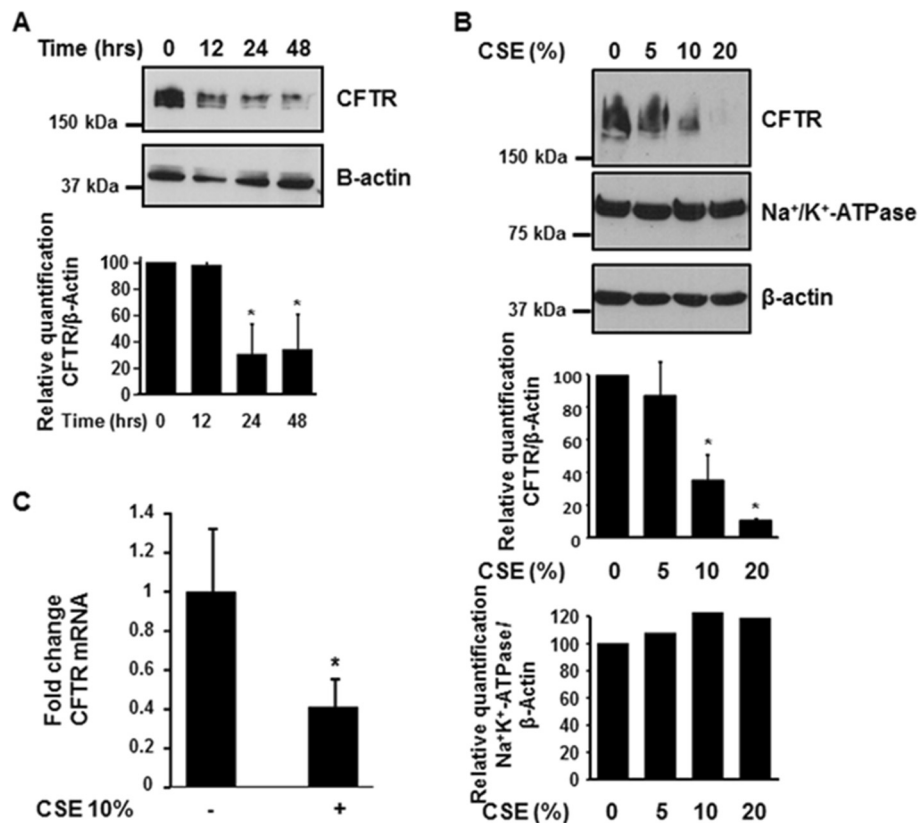 A
Time (hrs) 0 12 24 48
CFTR
150 kDa
B-actin
37 kDa
Relative quantification
CFTR/β-Actin
100
80
60
40
20
0
* *
Time (hrs) 0 12 24 48
B
CSE (%) 0 5 10 20
CFTR
150 kDa
Na⁺/K⁺-ATPase
75 kDa
β-actin
37 kDa
Relative quantification
CFTR/β-Actin
100
80
60
40
20
0
* *
CSE (%) 0 5 10 20
Relative quantification
Na⁺K⁺-ATPase/
β-Actin
120
100
80
60
40
20
0
CSE (%) 0 5 10 20
C
Fold change
CFTR mRNA
1.4
1.2
1
0.8
0.6
0.4
0.2
0
*
CSE 10% - +